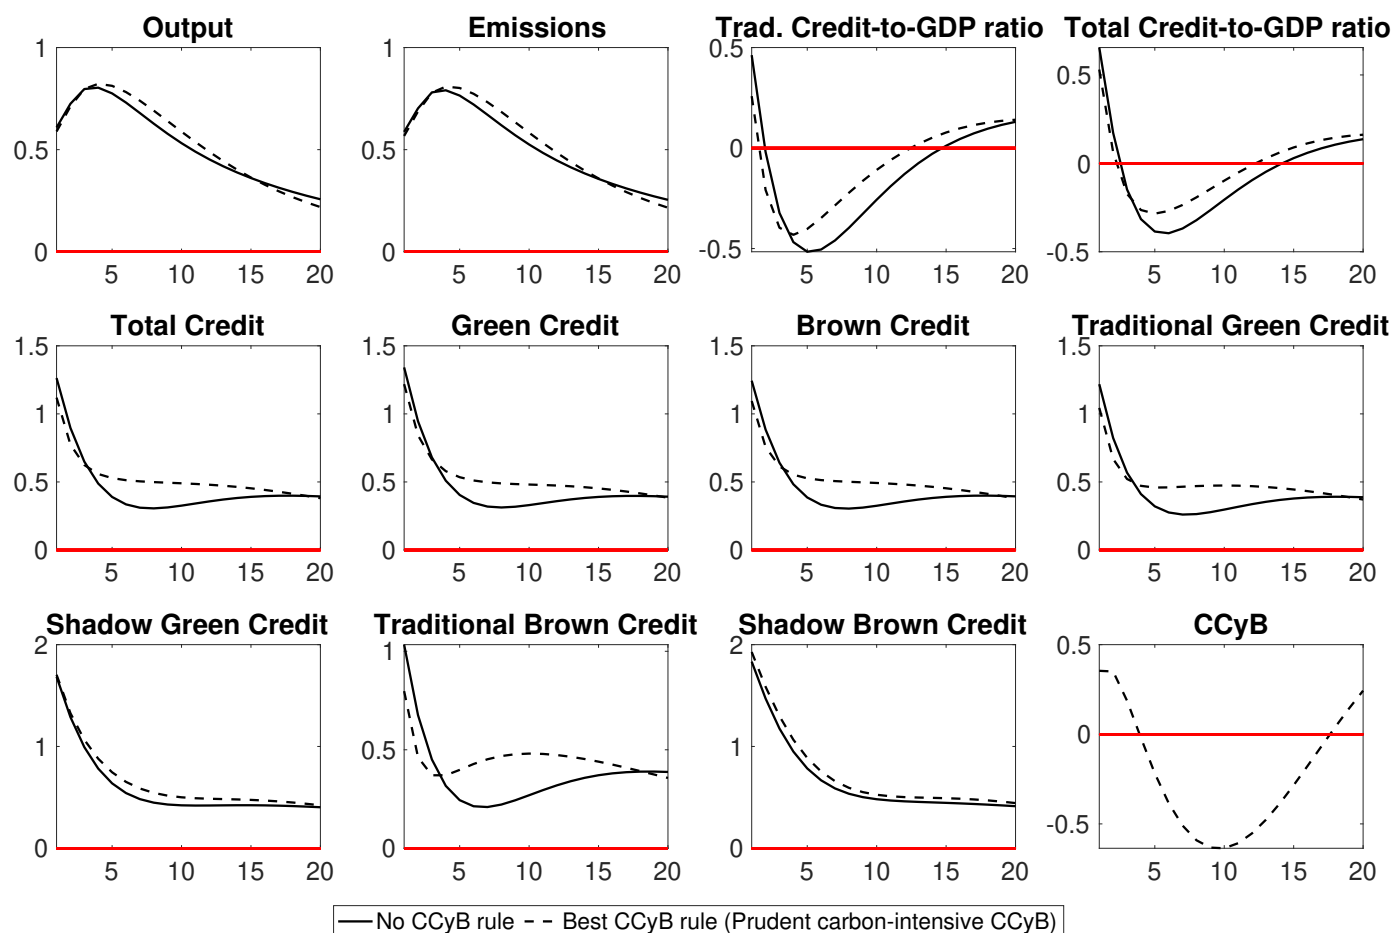 Output
Emissions
Trad. Credit-to-GDP ratio
Total Credit-to-GDP ratio
1
0.5
0
5 10 15 20
1
0.5
0
5 10 15 20
0.5
0
-0.5
5 10 15 20
0.5
0
-0.5
5 10 15 20
Total Credit
Green Credit
Brown Credit
Traditional Green Credit
1.5
1
0.5
0
5 10 15 20
1.5
1
0.5
0
5 10 15 20
1.5
1
0.5
0
5 10 15 20
1.5
1
0.5
0
5 10 15 20
Shadow Green Credit
Traditional Brown Credit
Shadow Brown Credit
CCyB
2
1
0
5 10 15 20
1
0.5
0
5 10 15 20
2
1
0
5 10 15 20
0.5
0
-0.5
5 10 15 20
No CCyB rule
Best CCyB rule (Prudent carbon-intensive CCyB)